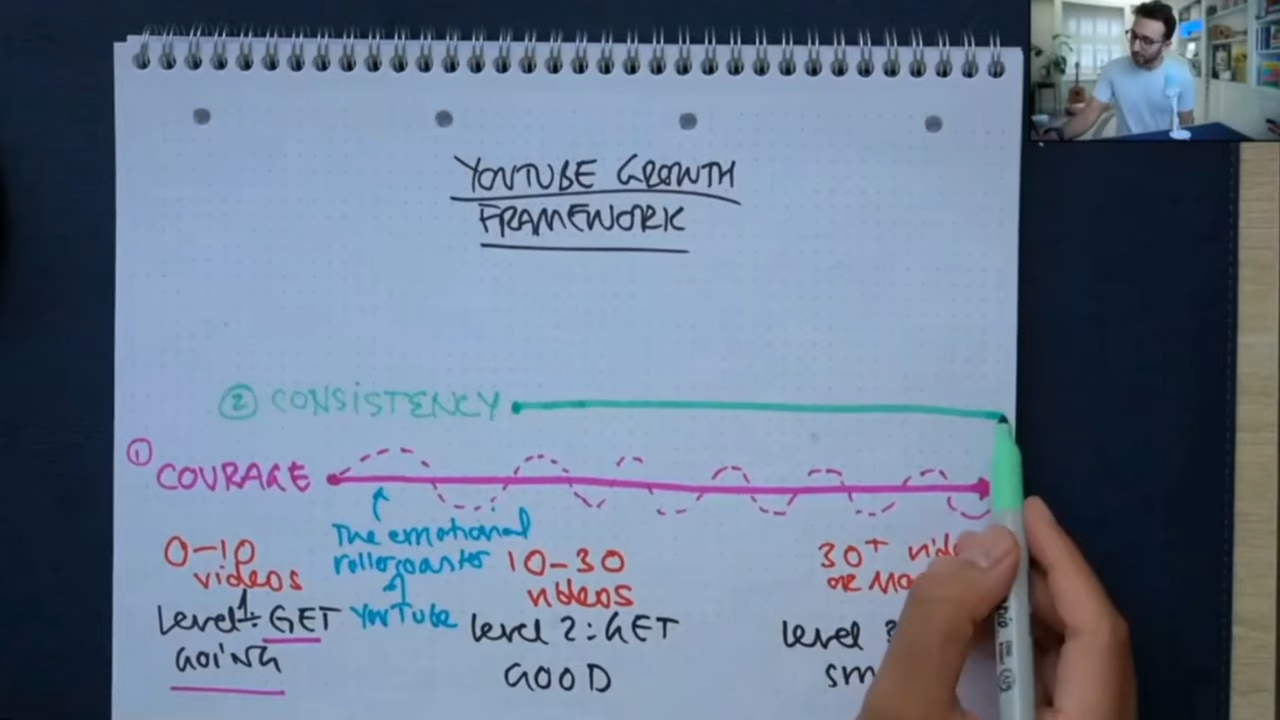 YOUTUBE GROWTH
FRAMEWORK
② CONSISTENCY
① COURAGE
The emotional
rollercoaster
YouTube
0-10
videos
Level 1: GET
GOING
10-30
videos
Level 2: GET
GOOD
30+
OR
Level